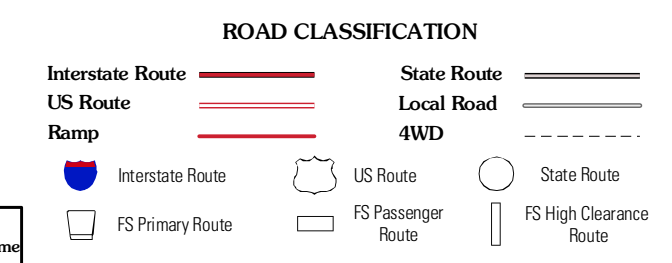 ROAD CLASSIFICATION
Interstate Route
State Route
US Route
Local Road
Ramp
4WD
Interstate Route
US Route
State Route
FS Primary Route
FS Passenger
Route
FS High Clearance
Route
me